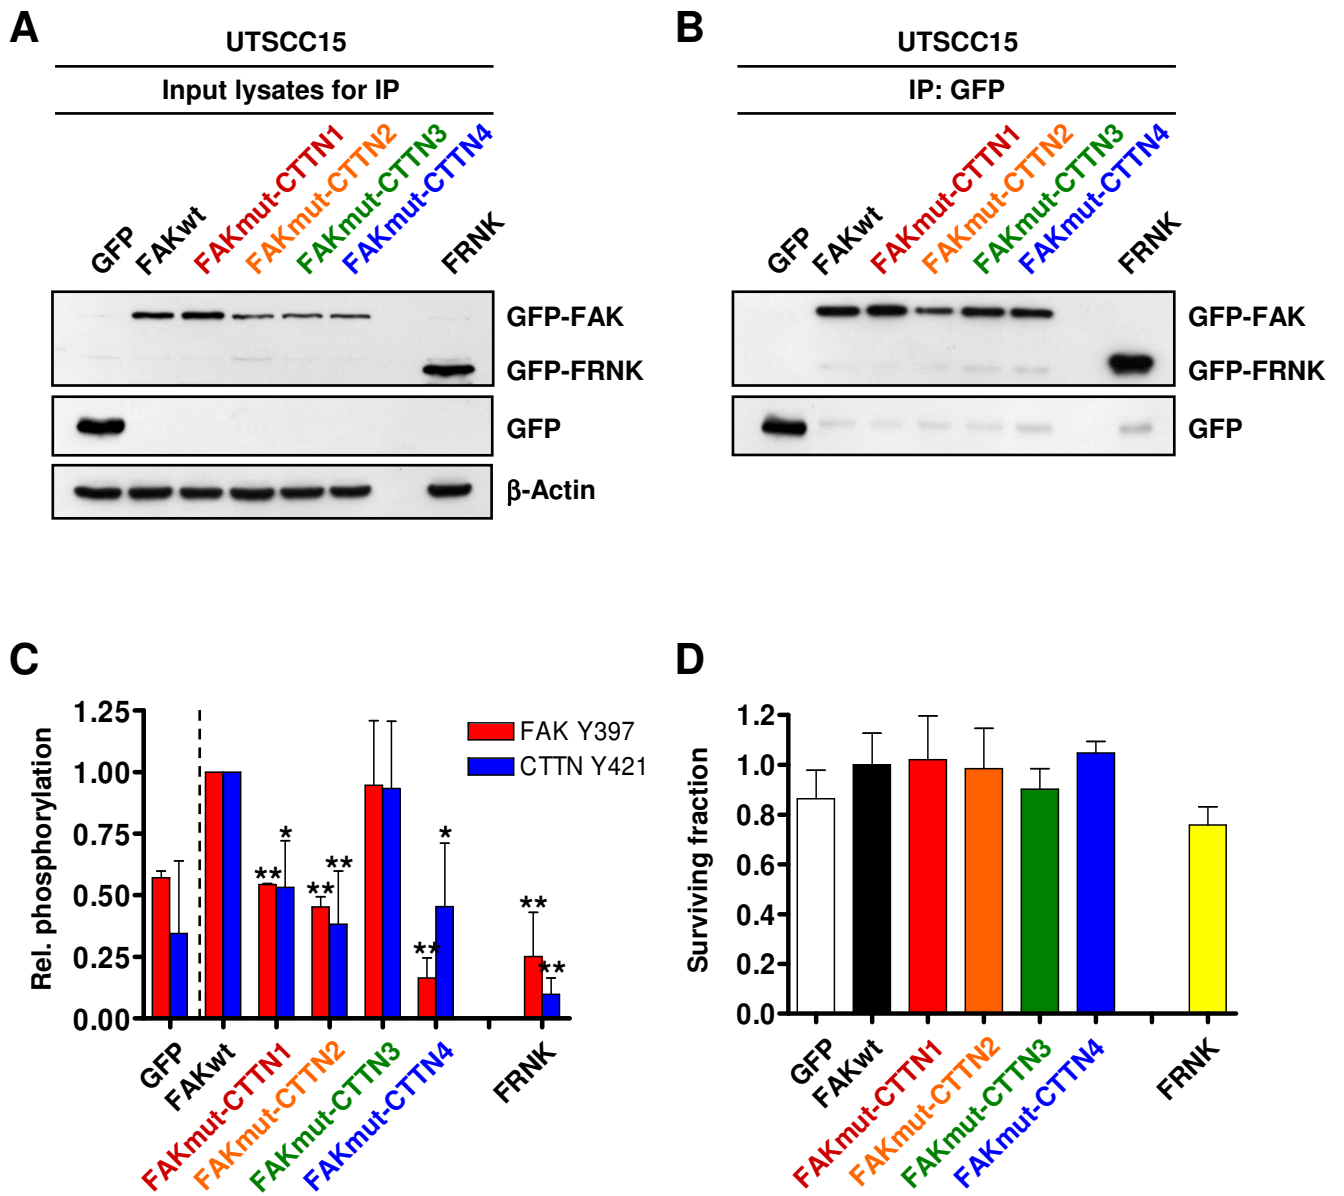 A
UTSCC15
Input lysates for IP
GFP
FAKwt
FAKmut-CTTN1
FAKmut-CTTN2
FAKmut-CTTN3
FAKmut-CTTN4
FRNK
GFP-FAK
GFP-FRNK
GFP
β-Actin
B
UTSCC15
IP: GFP
GFP
FAKwt
FAKmut-CTTN1
FAKmut-CTTN2
FAKmut-CTTN3
FAKmut-CTTN4
FRNK
GFP-FAK
GFP-FRNK
GFP
C
Rel. phosphorylation
1.25
1.00
0.75
0.50
0.25
0.00
FAK Y397
CTTN Y421
**
*
**
**
**
*
**
**
GFP
FAKwt
FAKmut-CTTN1
FAKmut-CTTN2
FAKmut-CTTN3
FAKmut-CTTN4
FRNK
D
Surviving fraction
1.2
1.0
0.8
0.6
0.4
0.2
0.0
GFP
FAKwt
FAKmut-CTTN1
FAKmut-CTTN2
FAKmut-CTTN3
FAKmut-CTTN4
FRNK